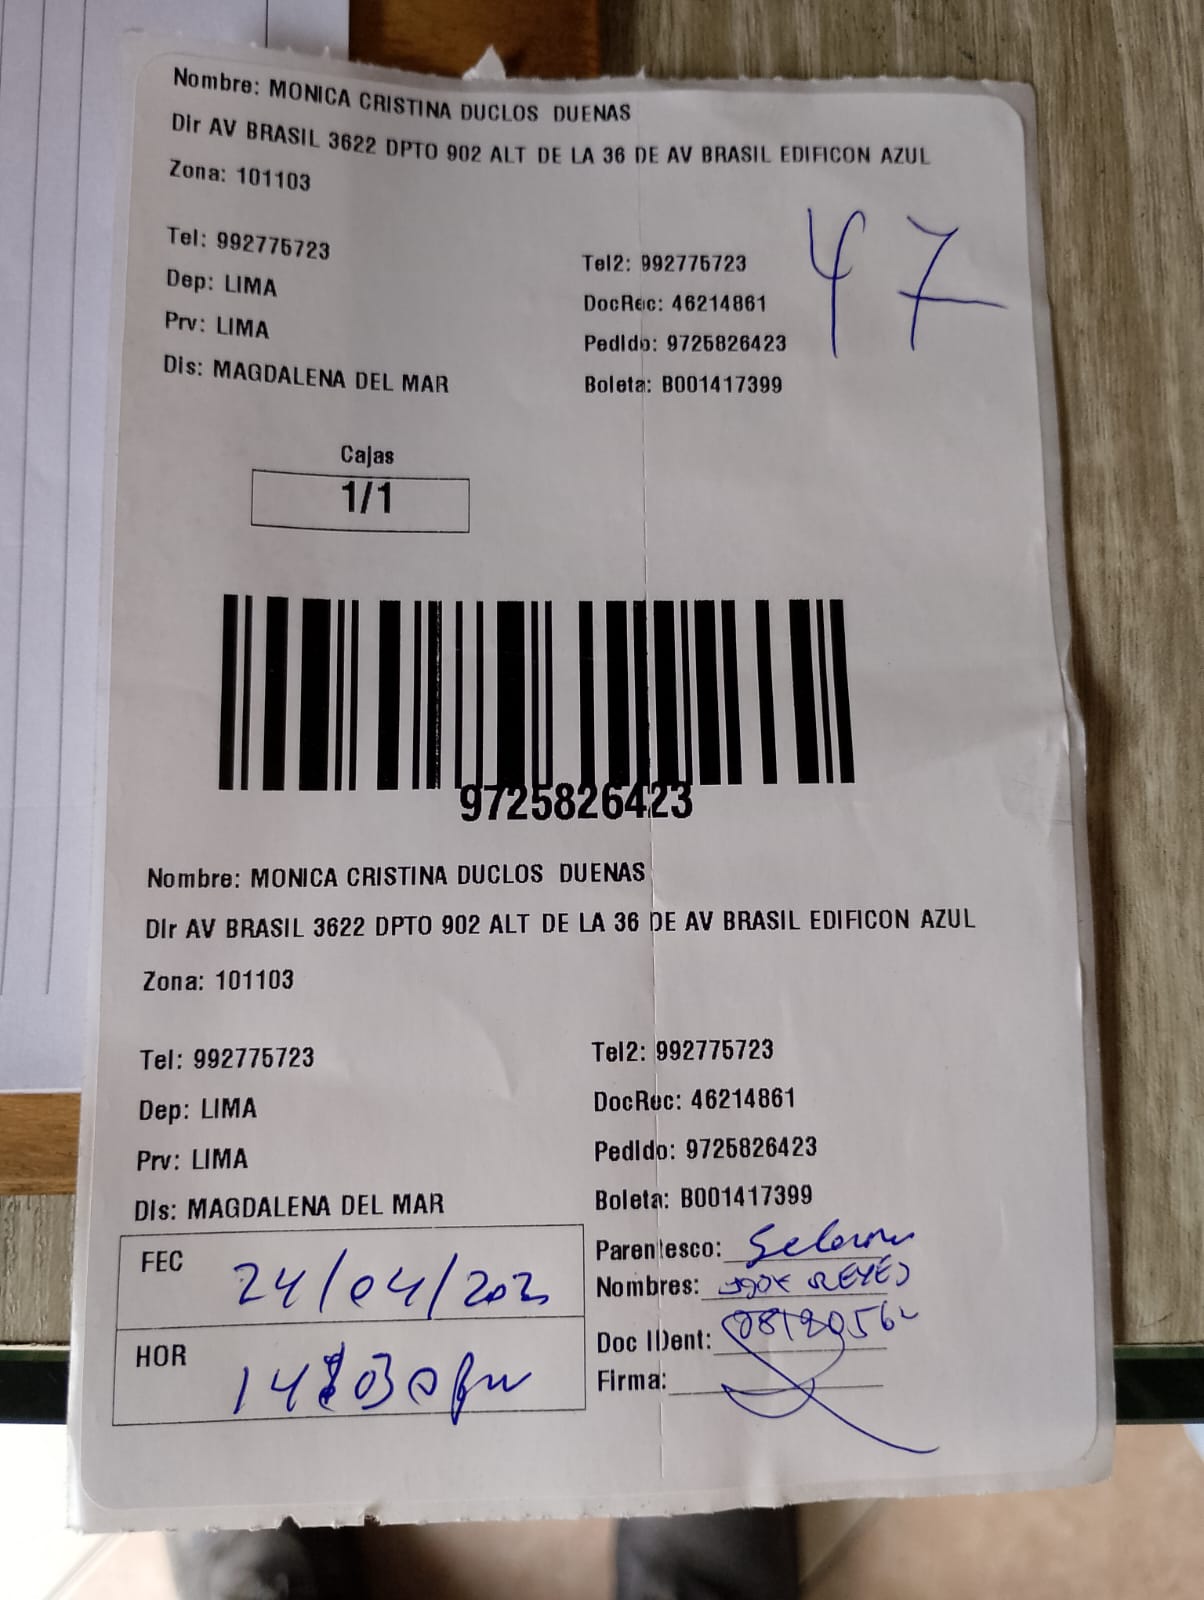 Nombre: MONICA CRISTINA DUCLOS DUENAS
DIr AV BRASIL 3622 DPTO 902 ALT DE LA 36 DE AV BRASIL EDIFICON AZUL
Zona: 101103
47
Tel: 992775723
Tel2: 992775723
Dep: LIMA
DocRec: 46214861
Prv: LIMA
PedIdo: 9725826423
DIs: MAGDALENA DEL MAR
Boleta: B001417399
Cajas
1/1
9725826423
Nombre: MONICA CRISTINA DUCLOS DUENAS
DIr AV BRASIL 3622 DPTO 902 ALT DE LA 36 DE AV BRASIL EDIFICON AZUL
Zona: 101103
Tel: 992775723
Tel2: 992775723
Dep: LIMA
DocRec: 46214861
Prv: LIMA
PedIdo: 9725826423
DIs: MAGDALENA DEL MAR
Boleta: B001417399
FEC 24/04/202
Parentesco:
Nombres: REYES
HOR
Doc IDent:
Firma: